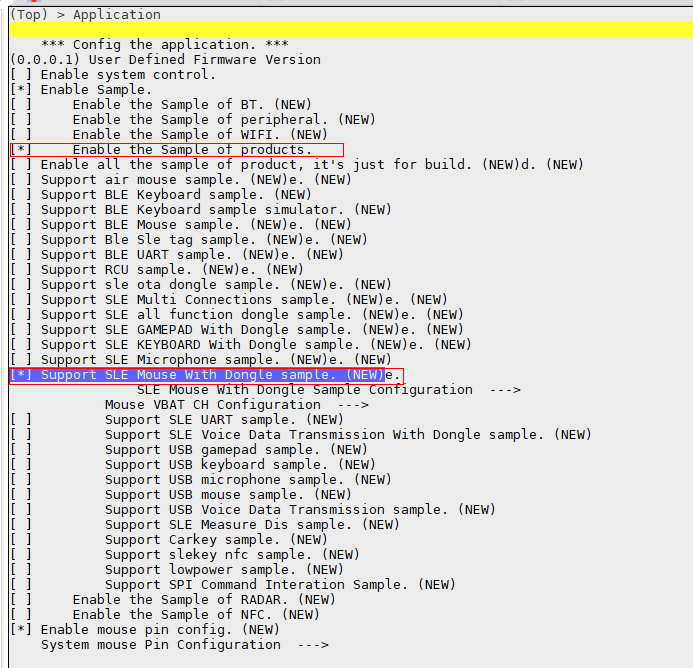 (Top) > Application
*** Config the application. ***
(0.0.0.1) User Defined Firmware Version
[ ] Enable system control.
[*] Enable Sample.
[ ]     Enable the Sample of BT. (NEW)
[ ]     Enable the Sample of peripheral. (NEW)
[ ]     Enable the Sample of WIFI. (NEW)
[*]     Enable the Sample of products.
[ ] Enable all the sample of product, it's just for build. (NEW)d. (NEW)
[ ] Support air mouse sample. (NEW)e. (NEW)
[ ] Support BLE Keyboard sample. (NEW)
[ ] Support BLE Keyboard sample simulator. (NEW)
[ ] Support BLE Mouse sample. (NEW)e. (NEW)
[ ] Support Ble Sle tag sample. (NEW)e. (NEW)
[ ] Support BLE UART sample. (NEW)e. (NEW)
[ ] Support RCU sample. (NEW)e. (NEW)
[ ] Support sle ota dongle sample. (NEW)e. (NEW)
[ ] Support SLE Multi Connections sample. (NEW)e. (NEW)
[ ] Support SLE all function dongle sample. (NEW)e. (NEW)
[ ] Support SLE GAMEPAD With Dongle sample. (NEW)e. (NEW)
[ ] Support SLE KEYBOARD With Dongle sample. (NEW)e. (NEW)
[ ] Support SLE Microphone sample. (NEW)e. (NEW)
[*] Support SLE Mouse With Dongle sample. (NEW)e.
SLE Mouse With Dongle Sample Configuration  --->
Mouse VBAT CH Configuration  --->
[ ]         Support SLE UART sample. (NEW)
[ ]         Support SLE Voice Data Transmission With Dongle sample. (NEW)
[ ]         Support USB gamepad sample. (NEW)
[ ]         Support USB keyboard sample. (NEW)
[ ]         Support USB microphone sample. (NEW)
[ ]         Support USB mouse sample. (NEW)
[ ]         Support USB Voice Data Transmission sample. (NEW)
[ ]         Support SLE Measure Dis sample. (NEW)
[ ]         Support Carkey sample. (NEW)
[ ]         Support slekey nfc sample. (NEW)
[ ]         Support lowpower sample. (NEW)
[ ]         Support SPI Command Interation Sample. (NEW)
[ ]     Enable the Sample of RADAR. (NEW)
[ ]     Enable the Sample of NFC. (NEW)
[*] Enable mouse pin config. (NEW)
System mouse Pin Configuration  --->